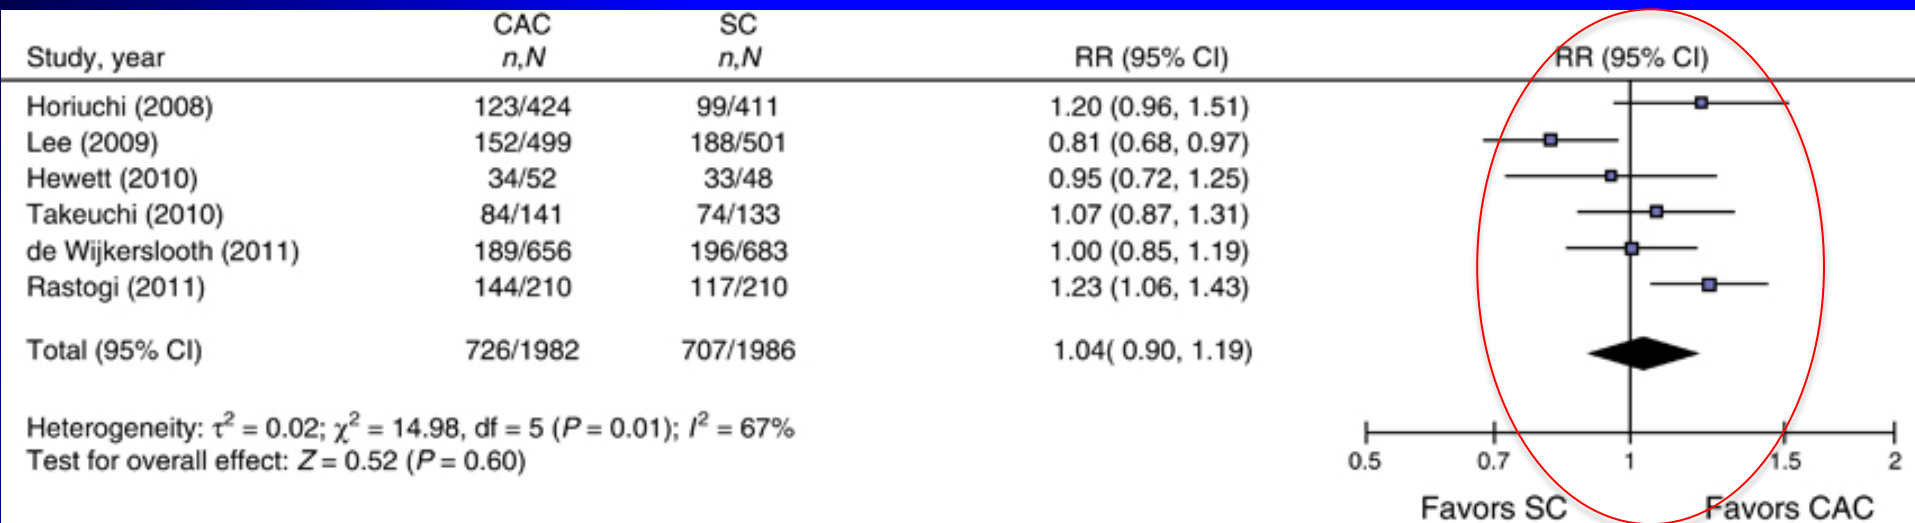 CAC SC
Study, year n,N n,N RR (95% CI) RR (95% CI)
Horiuchi (2008) 123/424 99/411 1.20 (0.96, 1.51)
Lee (2009) 152/499 188/501 0.81 (0.68, 0.97)
Hewett (2010) 34/52 33/48 0.95 (0.72, 1.25)
Takeuchi (2010) 84/141 74/133 1.07 (0.87, 1.31)
de Wijkerslooth (2011) 189/656 196/683 1.00 (0.85, 1.19)
Rastogi (2011) 144/210 117/210 1.23 (1.06, 1.43)
Total (95% CI) 726/1982 707/1986 1.04( 0.90, 1.19)
Heterogeneity: τ² = 0.02; χ² = 14.98, df = 5 (P = 0.01); I² = 67%
Test for overall effect: Z = 0.52 (P = 0.60)
0.5 0.7 1 1.5 2
Favors SC Favors CAC